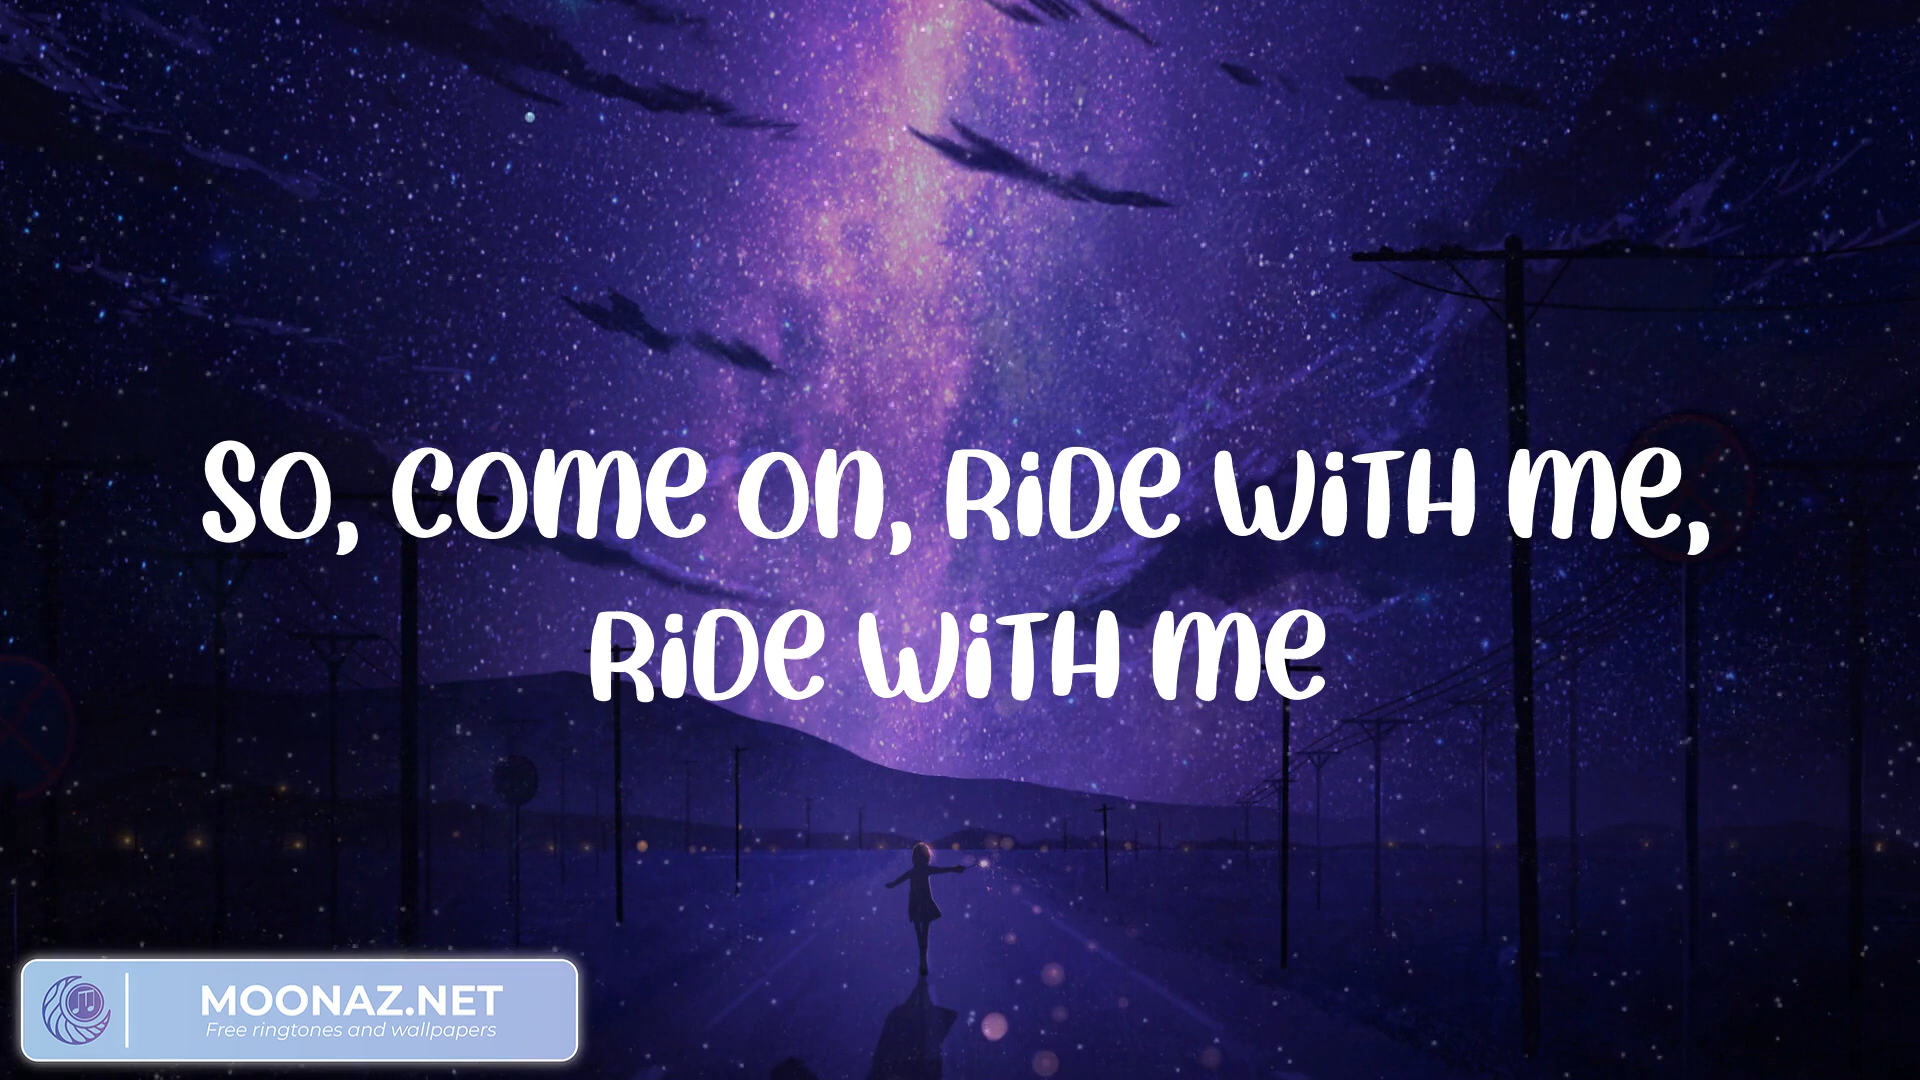 So, come on, ride with me,
ride with me
MOONAZ.NET
Free ringtones and wallpapers